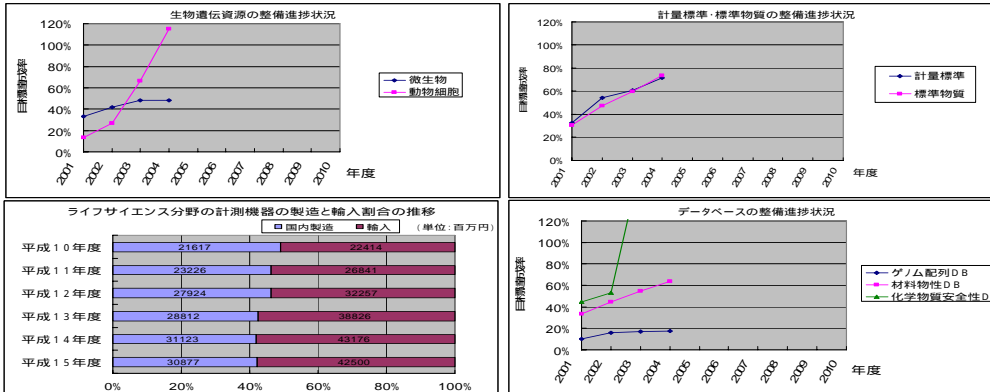 生物遺伝資源の整備進捗状況
120%
100%
80%
60%
40%
20%
0%
目標達成率
微生物
動物細胞
2001
2002
2003
2004
2005
2006
2007
2008
2009
2010
年度
計量標準・標準物質の整備進捗状況
120%
100%
80%
60%
40%
20%
0%
目標達成率
計量標準
標準物質
2001
2002
2003
2004
2005
2006
2007
2008
2009
2010
年度
ライフサイエンス分野の計測機器の製造と輸入割合の推移
国内製造 輸入 (単位:百万円)
平成10年度 21617 22414
平成11年度 23226 26841
平成12年度 27924 32257
平成13年度 28812 38826
平成14年度 31123 43176
平成15年度 30877 42500
0% 20% 40% 60% 80% 100%
データベースの整備進捗状況
120%
100%
80%
60%
40%
20%
0%
目標達成率
ゲノム配列DB
材料物性DB
化学物質安全性D
2001
2002
2003
2004
2005
2006
2007
2008
2009
2010
年度